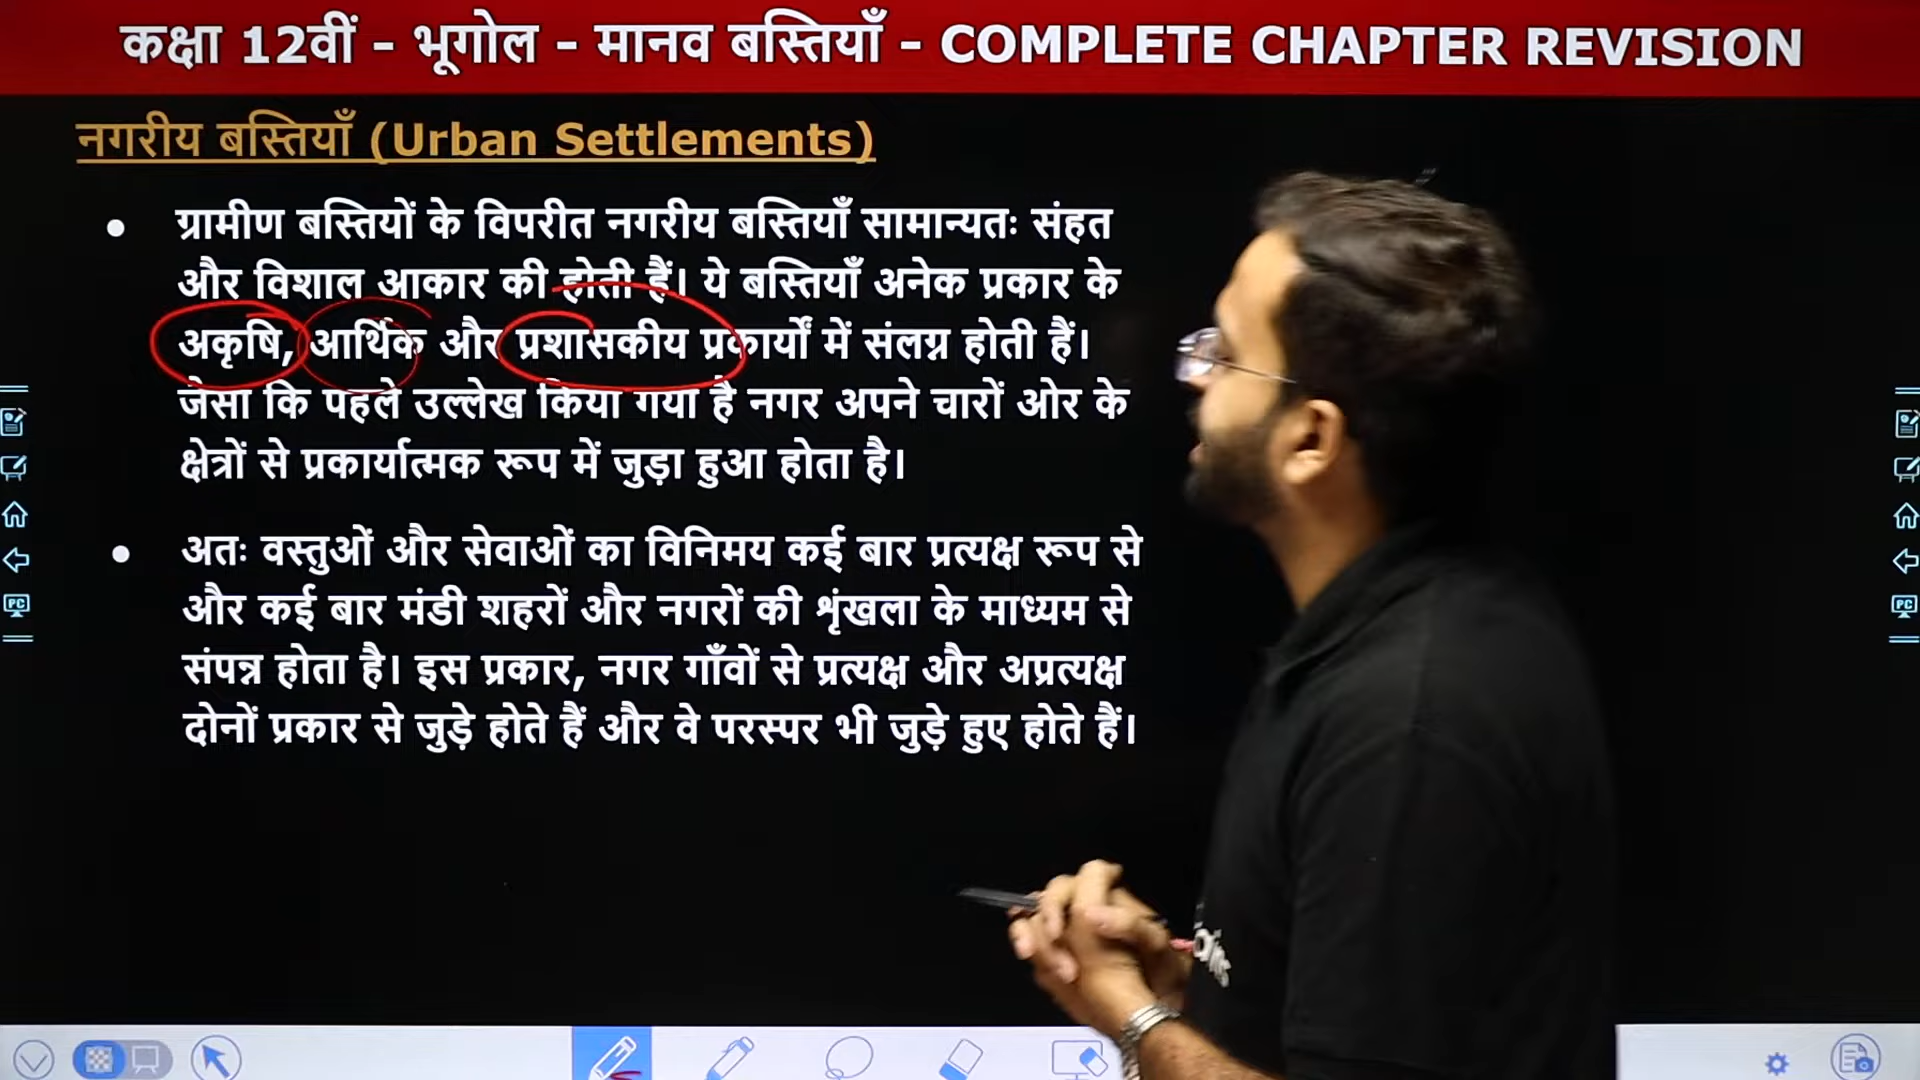 कक्षा 12वीं - भूगोल - मानव बस्तियाँ - COMPLETE CHAPTER REVISION
नगरीय बस्तियाँ (Urban Settlements)
• ग्रामीण बस्तियों के विपरीत नगरीय बस्तियाँ सामान्यतः संहत
और विशाल आकार की होती हैं। ये बस्तियाँ अनेक प्रकार के
अकृषि, आर्थिक और प्रशासकीय प्रकार्यों में संलग्न होती हैं।
जैसा कि पहले उल्लेख किया गया है नगर अपने चारों ओर के
क्षेत्रों से प्रकार्यात्मक रूप में जुड़ा हुआ होता है।
• अतः वस्तुओं और सेवाओं का विनिमय कई बार प्रत्यक्ष रूप से
और कई बार मंडी शहरों और नगरों की शृंखला के माध्यम से
संपन्न होता है। इस प्रकार, नगर गाँवों से प्रत्यक्ष और अप्रत्यक्ष
दोनों प्रकार से जुड़े होते हैं और वे परस्पर भी जुड़े हुए होते हैं।
PC
PC